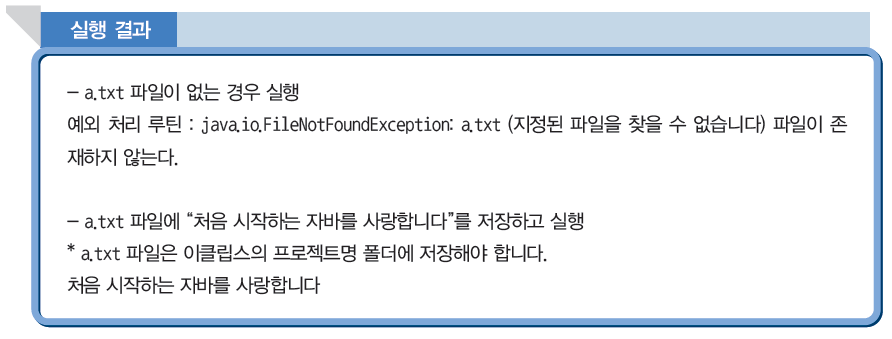 실행 결과
– a.txt 파일이 없는 경우 실행
예외 처리 루틴 : java.io.FileNotFoundException: a.txt (지정된 파일을 찾을 수 없습니다) 파일이 존
재하지 않는다.
– a.txt 파일에 “처음 시작하는 자바를 사랑합니다”를 저장하고 실행
* a.txt 파일은 이클립스의 프로젝트명 폴더에 저장해야 합니다.
처음 시작하는 자바를 사랑합니다